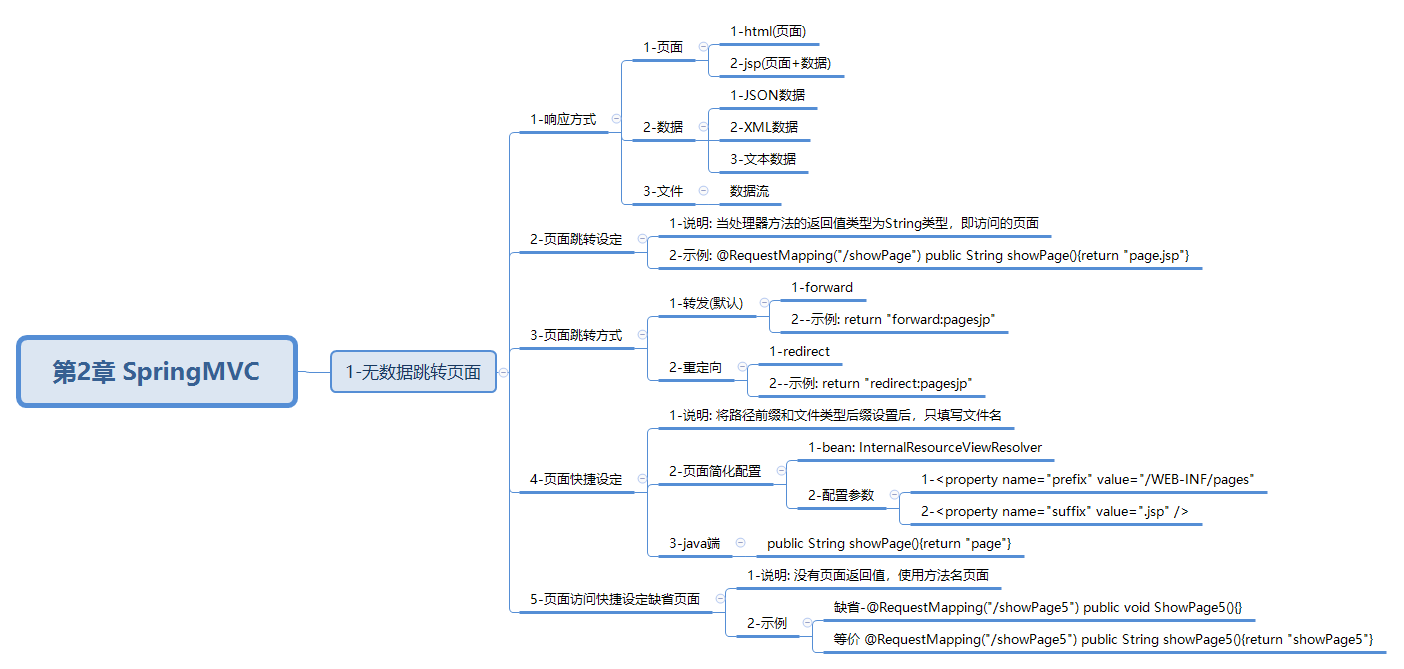 第2章 SpringMVC
1-无数据跳转页面
1-响应方式
1-页面
1-html(页面)
2-jsp(页面+数据)
2-数据
1-JSON数据
2-XML数据
3-文本数据
3-文件
数据流
2-页面跳转设定
1-说明: 当处理器方法的返回值类型为String类型，即访问的页面
2-示例: @RequestMapping("/showPage") public String showPage(){return "page.jsp"}
3-页面跳转方式
1-转发(默认)
1-forward
2--示例: return "forward:pagesjp"
2-重定向
1-redirect
2--示例: return "redirect:pagesjp"
4-页面快捷设定
1-说明: 将路径前缀和文件类型后缀设置后，只填写文件名
2-页面简化配置
1-bean: InternalResourceViewResolver
2-配置参数
1-<property name="prefix" value="/WEB-INF/pages"
2-<property name="suffix" value=".jsp" />
3-java端
public String showPage(){return "page"}
5-页面访问快捷设定缺省页面
1-说明: 没有页面返回值，使用方法名页面
2-示例
缺省-@RequestMapping("/showPage5") public void ShowPage5(){}
等价 @RequestMapping("/showPage5") public String showPage5(){return "showPage5"}